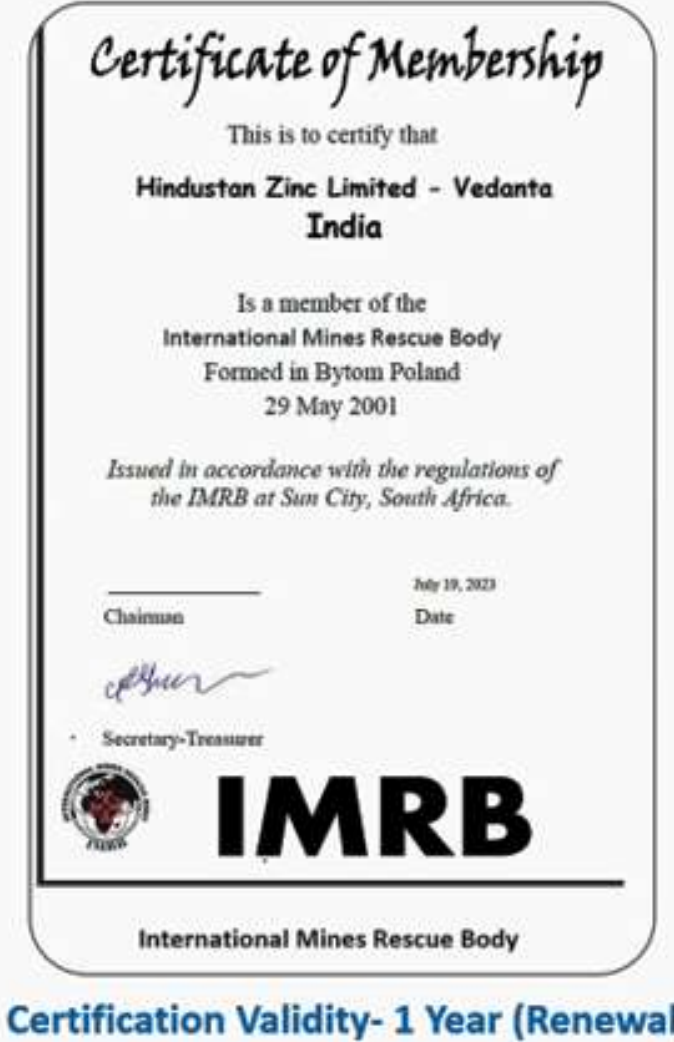 Certificate of Membership
This is to certify that
Hindustan Zinc Limited - Vedanta
India
Is a member of the
International Mines Rescue Body
Formed in Bytom Poland
29 May 2001
Issued in accordance with the regulations of
the IMRB at Sun City, South Africa.
July 19, 2023
Chairman
Date
Secretary-Treasurer
IMRB
International Mines Rescue Body
Certification Validity- 1 Year (Renewal